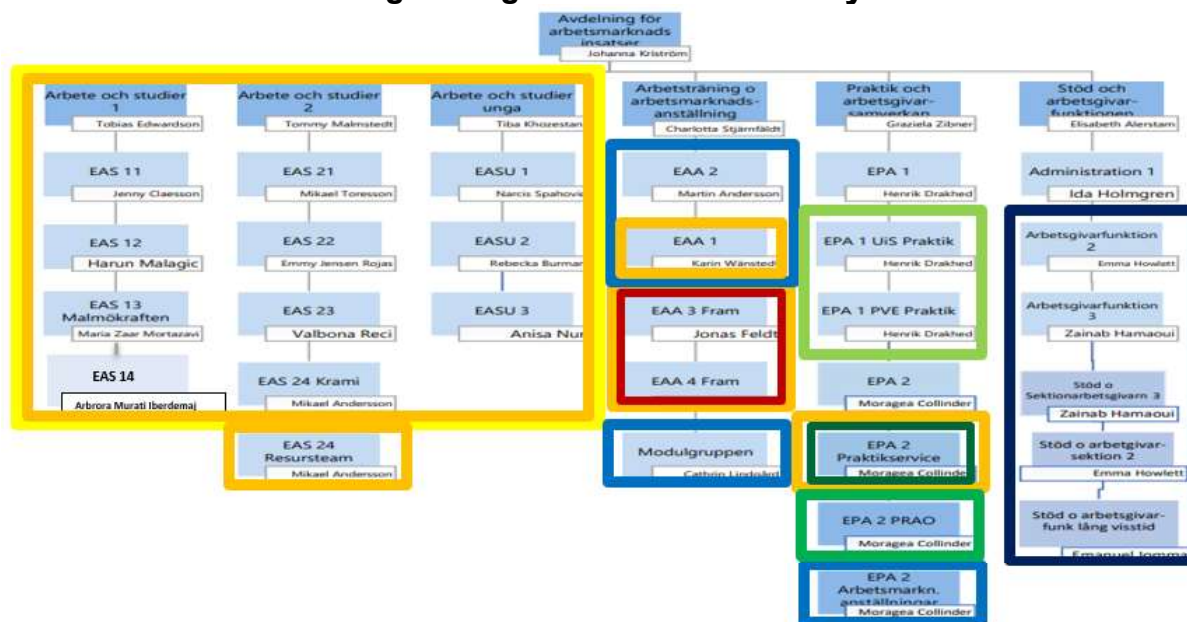 Avdelning för
arbetsmarknads
insatser
Johanna Kriström
Arbete och studier
1
Tobias Edwardson
EAS 11
Jenny Claesson
EAS 12
Harun Malagic
EAS 13
Malmökraften
Maria Zaar Mortazavi
EAS 14
Arbrora Murati Iberdemaj
Arbete och studier
2
Tommy Malmstedt
EAS 21
Mikael Toresson
EAS 22
Emmy Jensen Rojas
EAS 23
Valbona Reci
EAS 24 Krami
Mikael Andersson
EAS 24
Resursteam
Mikael Andersson
Arbete och studier
unga
Tiba Khozestan
EASU 1
Narcis Spahovic
EASU 2
Rebecka Burman
EASU 3
Anisa Nur
Arbetsträning o
arbetsmarknads-
anställning
Charlotta Stjärnfäldt
EAA 2
Martin Andersson
EAA 1
Karin Wänstedt
EAA 3 Fram
Jonas Feldt
EAA 4 Fram
Modulgruppen
Cathrin
Praktik och
arbetsgivar-
samverkan
Graziela Zibner
EPA 1
Henrik Drakhed
EPA 1 UiS Praktik
Henrik Drakhed
EPA 1 PVE Praktik
Henrik Drakhed
EPA 2
Moragea Collinder
EPA 2
Praktikservice
Moragea Collinder
EPA 2 PRAO
Moragea Collinder
EPA 2
Arbetsmarkn.
anställningar
Moragea Collinder
Stöd och
arbetsgivar-
funktionen
Elisabeth Alerstam
Administration 1
Ida Holmgren
Arbetsgivarfunktion
2
Emma Howlett
Arbetsgivarfunktion
3
Zainab Hamaoui
Stöd o
Sektionarbetsgivarn 3
Zainab Hamaoui
Stöd o arbetgivar-
sektion 2
Emma Howlett
Stöd o arbetsgivar-
funk lång visstid
Emanuel Jomma